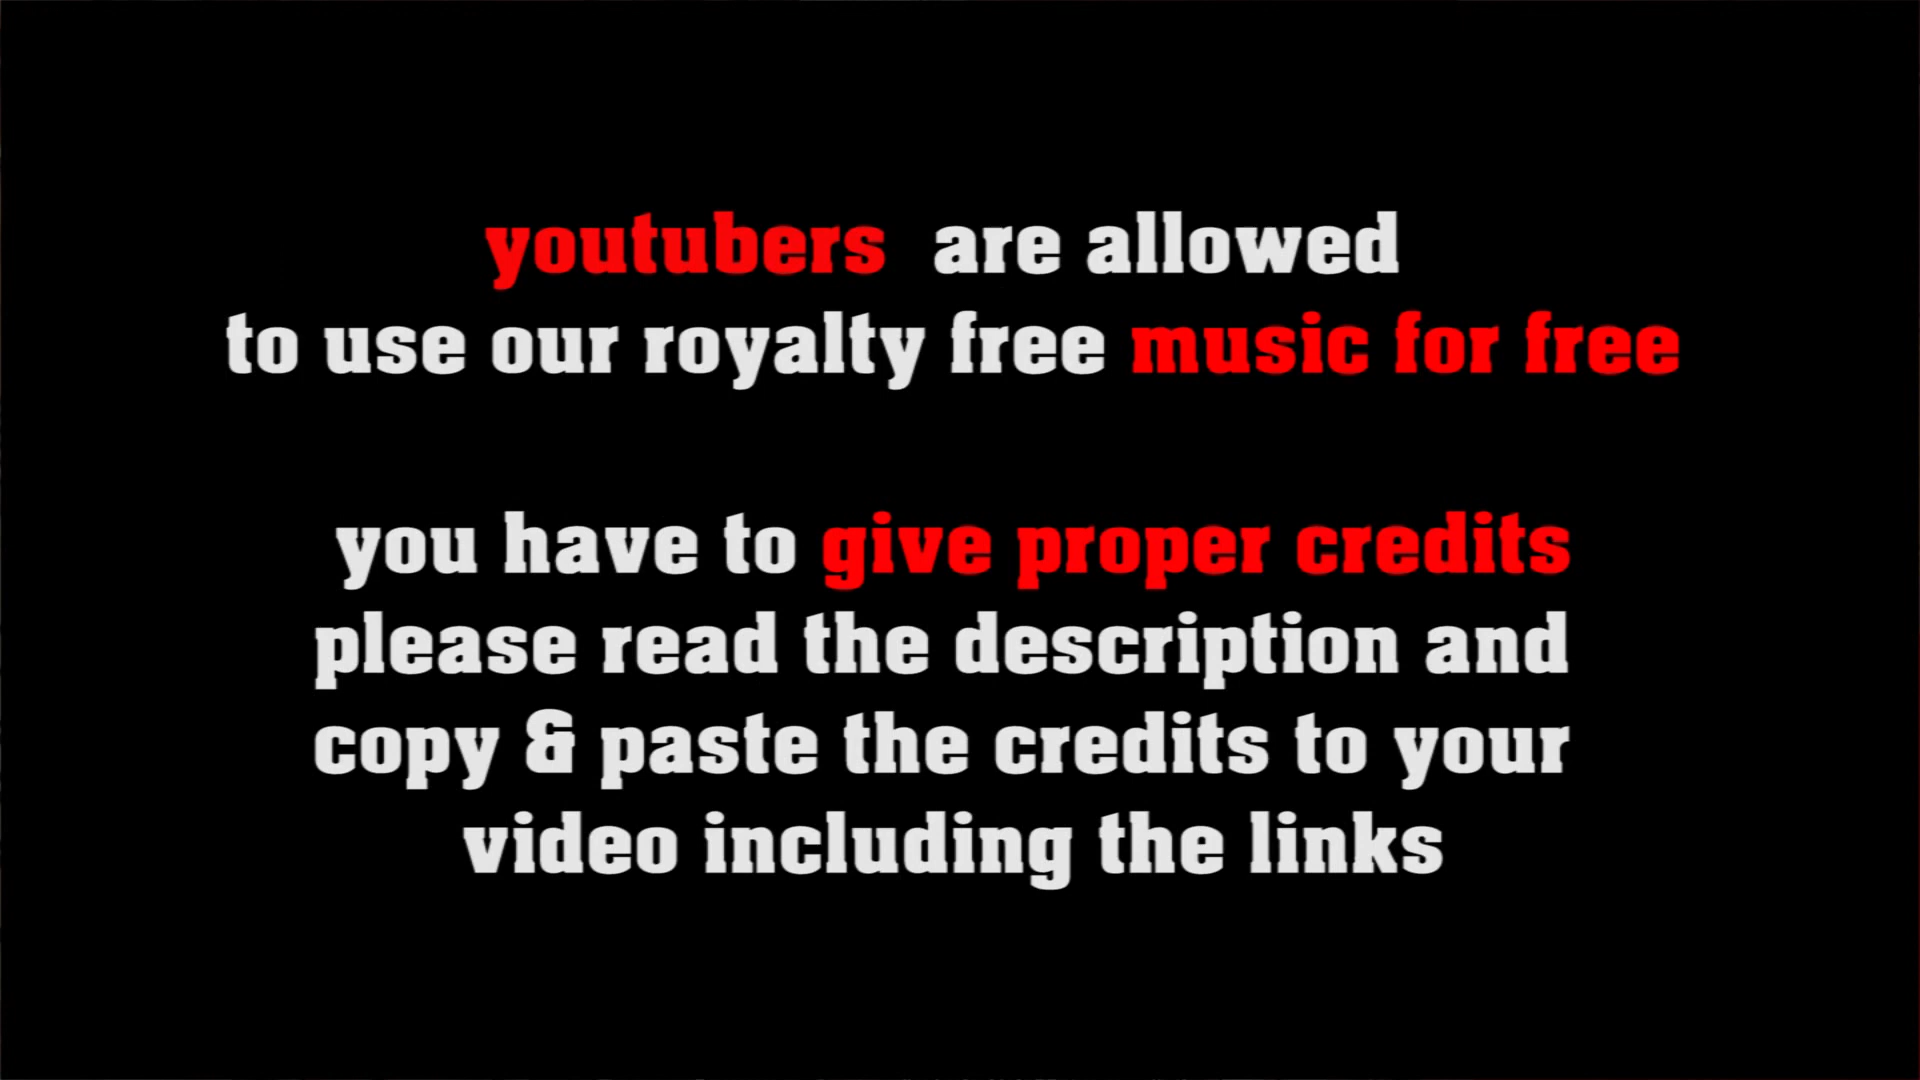 youtubers are allowed
to use our royalty free music for free
you have to give proper credits
please read the description and
copy & paste the credits to your
video including the links